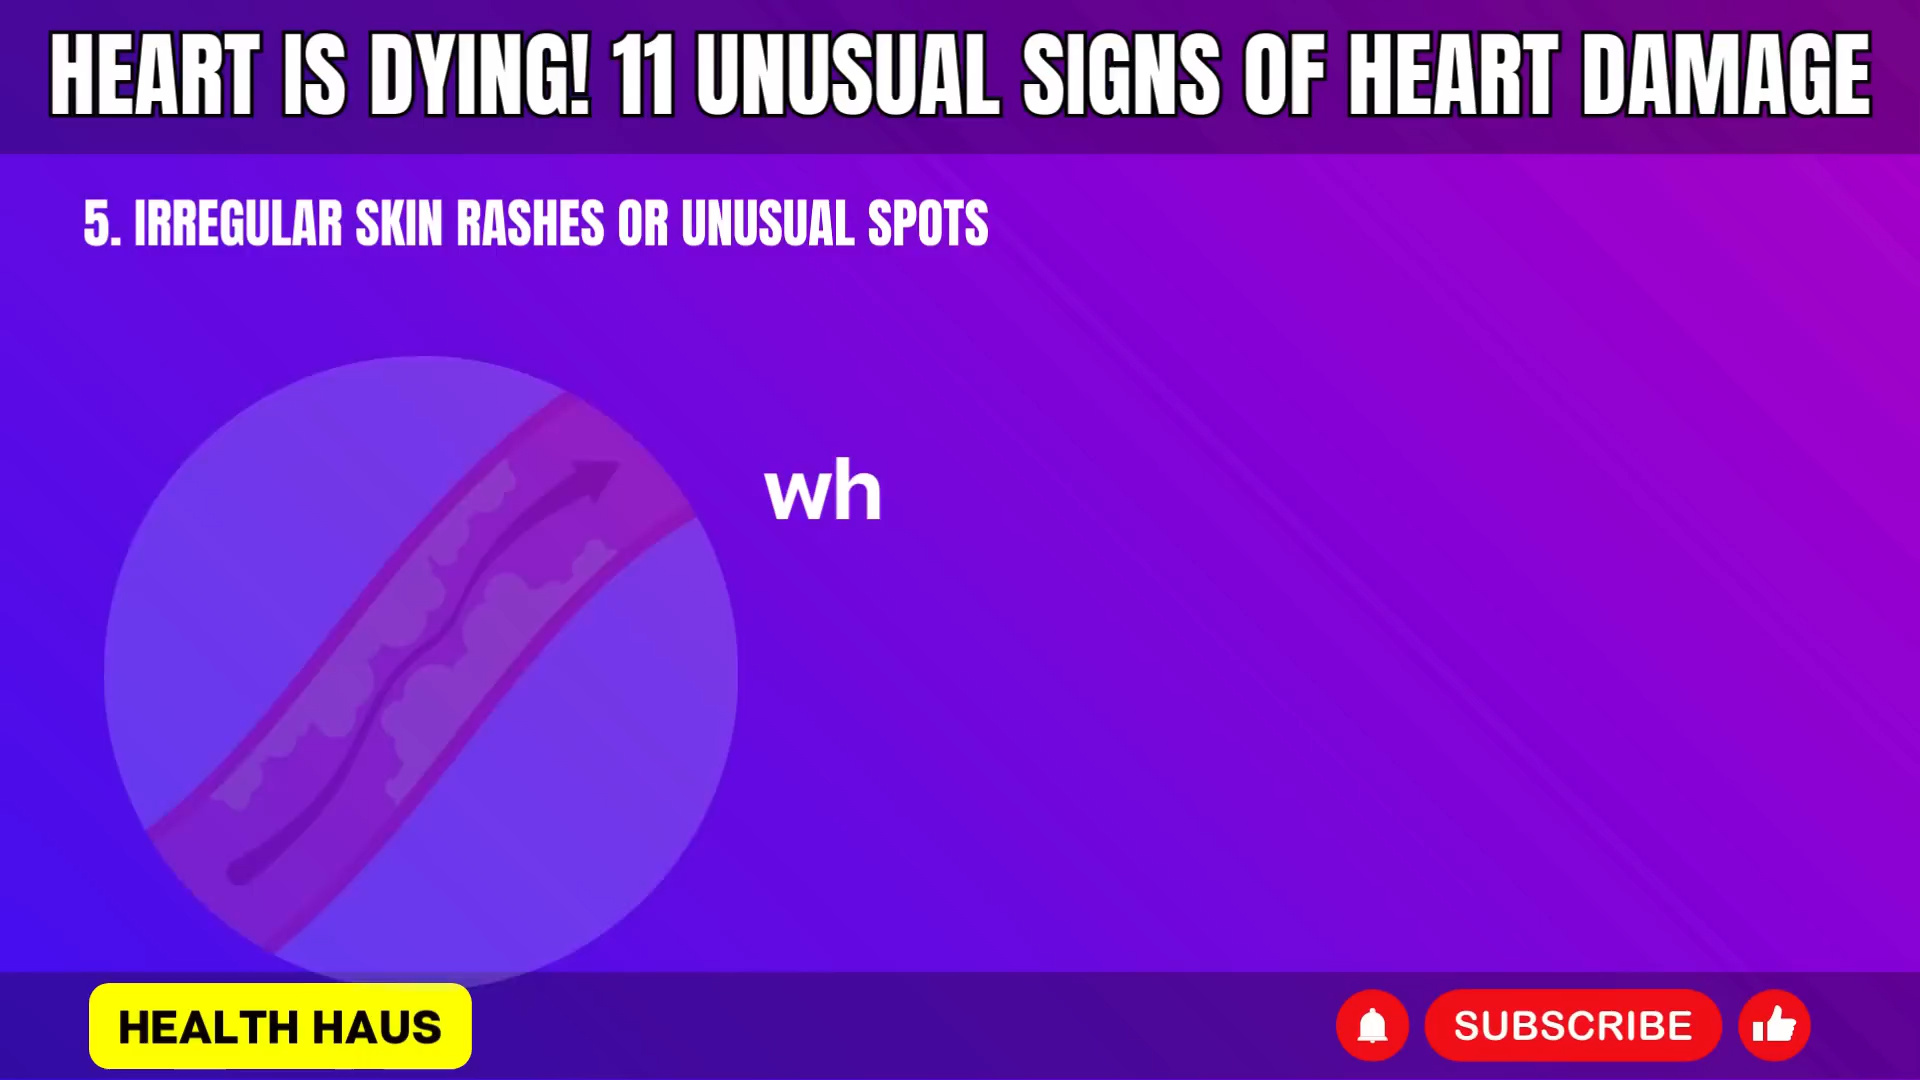 HEART IS DYING! 11 UNUSUAL SIGNS OF HEART DAMAGE
5. IRREGULAR SKIN RASHES OR UNUSUAL SPOTS
wh
HEALTH HAUS
SUBSCRIBE